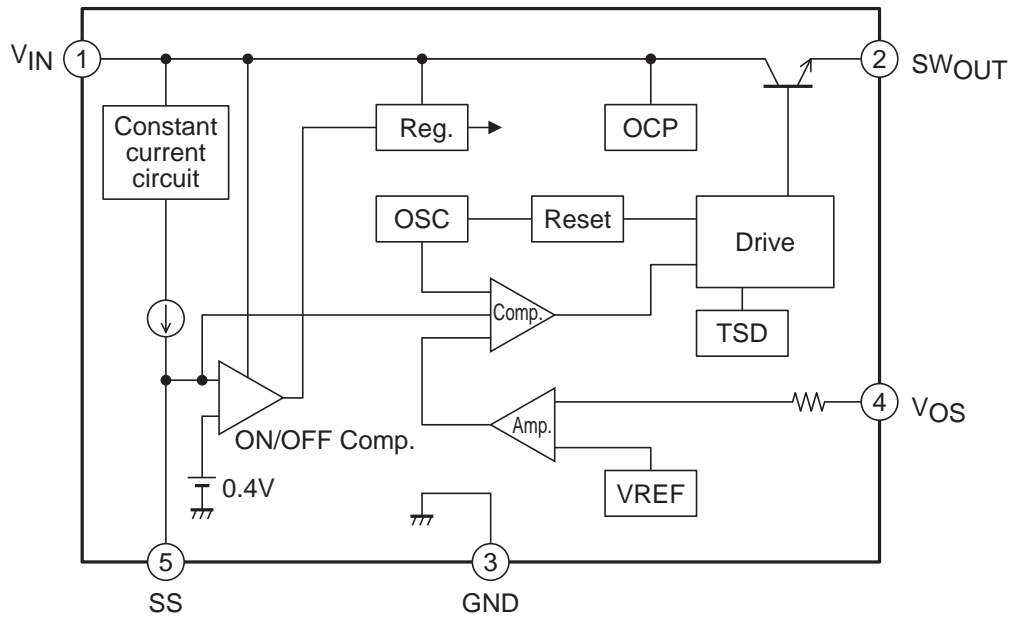 VIN
1
2
SWOUT
Constant
current
circuit
Reg.
OCP
OSC
Reset
Drive
Comp.
TSD
4
VOS
Amp.
ON/OFF Comp.
0.4V
VREF
5
3
SS
GND